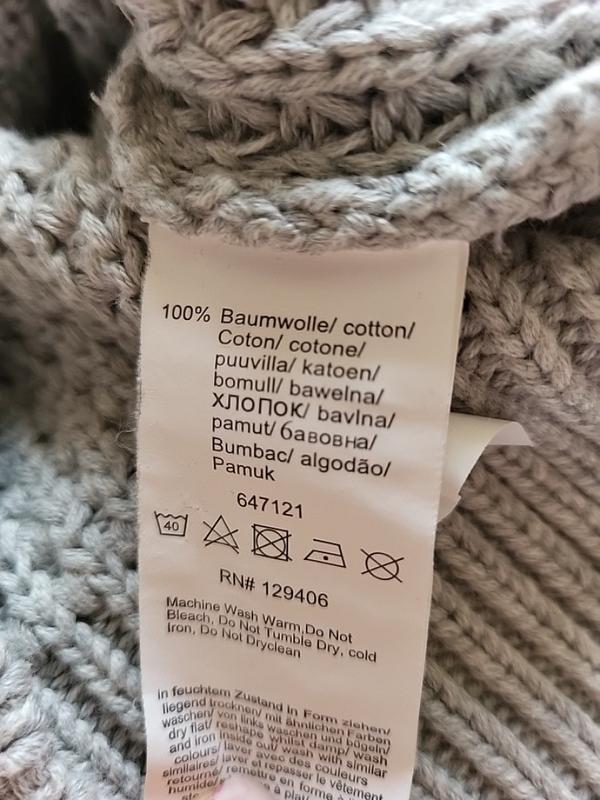 100% Baumwolle/ cotton/
Coton/ cotone/
puuvilla/ katoen/
bomull/ bawełna/
ХЛОПОК/ bavlna/
pamut/ бавовна/
Bumbac/ algodão/
Pamuk
647121
40
RN# 129406
Machine Wash Warm,Do Not
Bleach, Do Not Tumble Dry, cold
Iron, Do Not Dryclean
in feuchtem Zustand in Form ziehen/
liegend trocknen/ mit ähnlichen Farben
waschen/ von links waschen und bügeln/
dry flat/ reshape whilst damp/ wash
and iron inside out/ wash with similar
colours/ laver avec des couleurs
similaires/ laver et repasser le vêtement
retourné/ remettre en forme à
humide/ à plat/